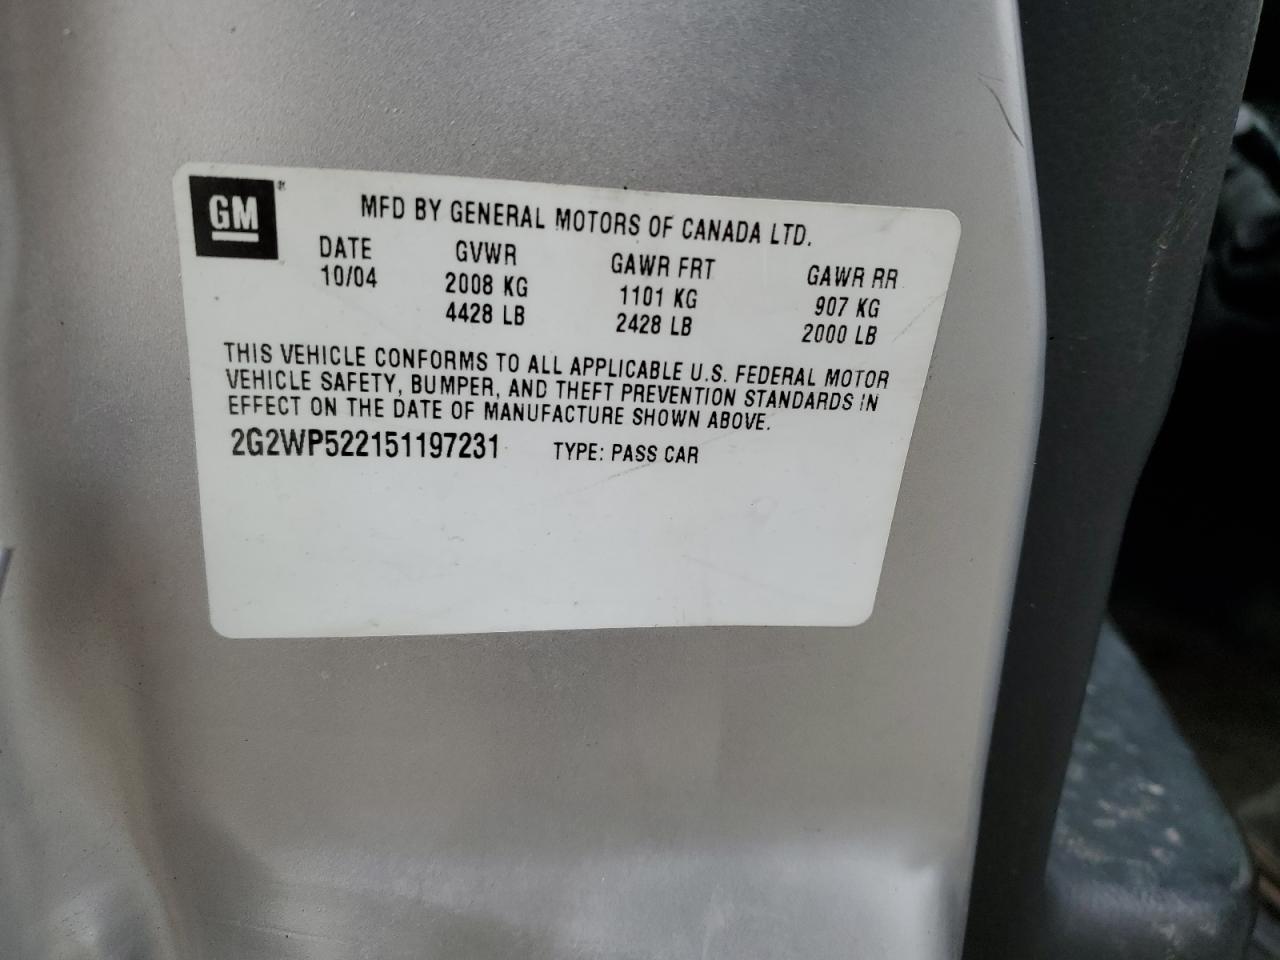 GM
MFD BY GENERAL MOTORS OF CANADA LTD.
DATE GVWR GAWR FRT GAWR RR
10/04 2008 KG 1101 KG 907 KG
4428 LB 2428 LB 2000 LB
THIS VEHICLE CONFORMS TO ALL APPLICABLE U.S. FEDERAL MOTOR
VEHICLE SAFETY, BUMPER, AND THEFT PREVENTION STANDARDS IN
EFFECT ON THE DATE OF MANUFACTURE SHOWN ABOVE.
2G2WP522151197231 TYPE: PASS CAR